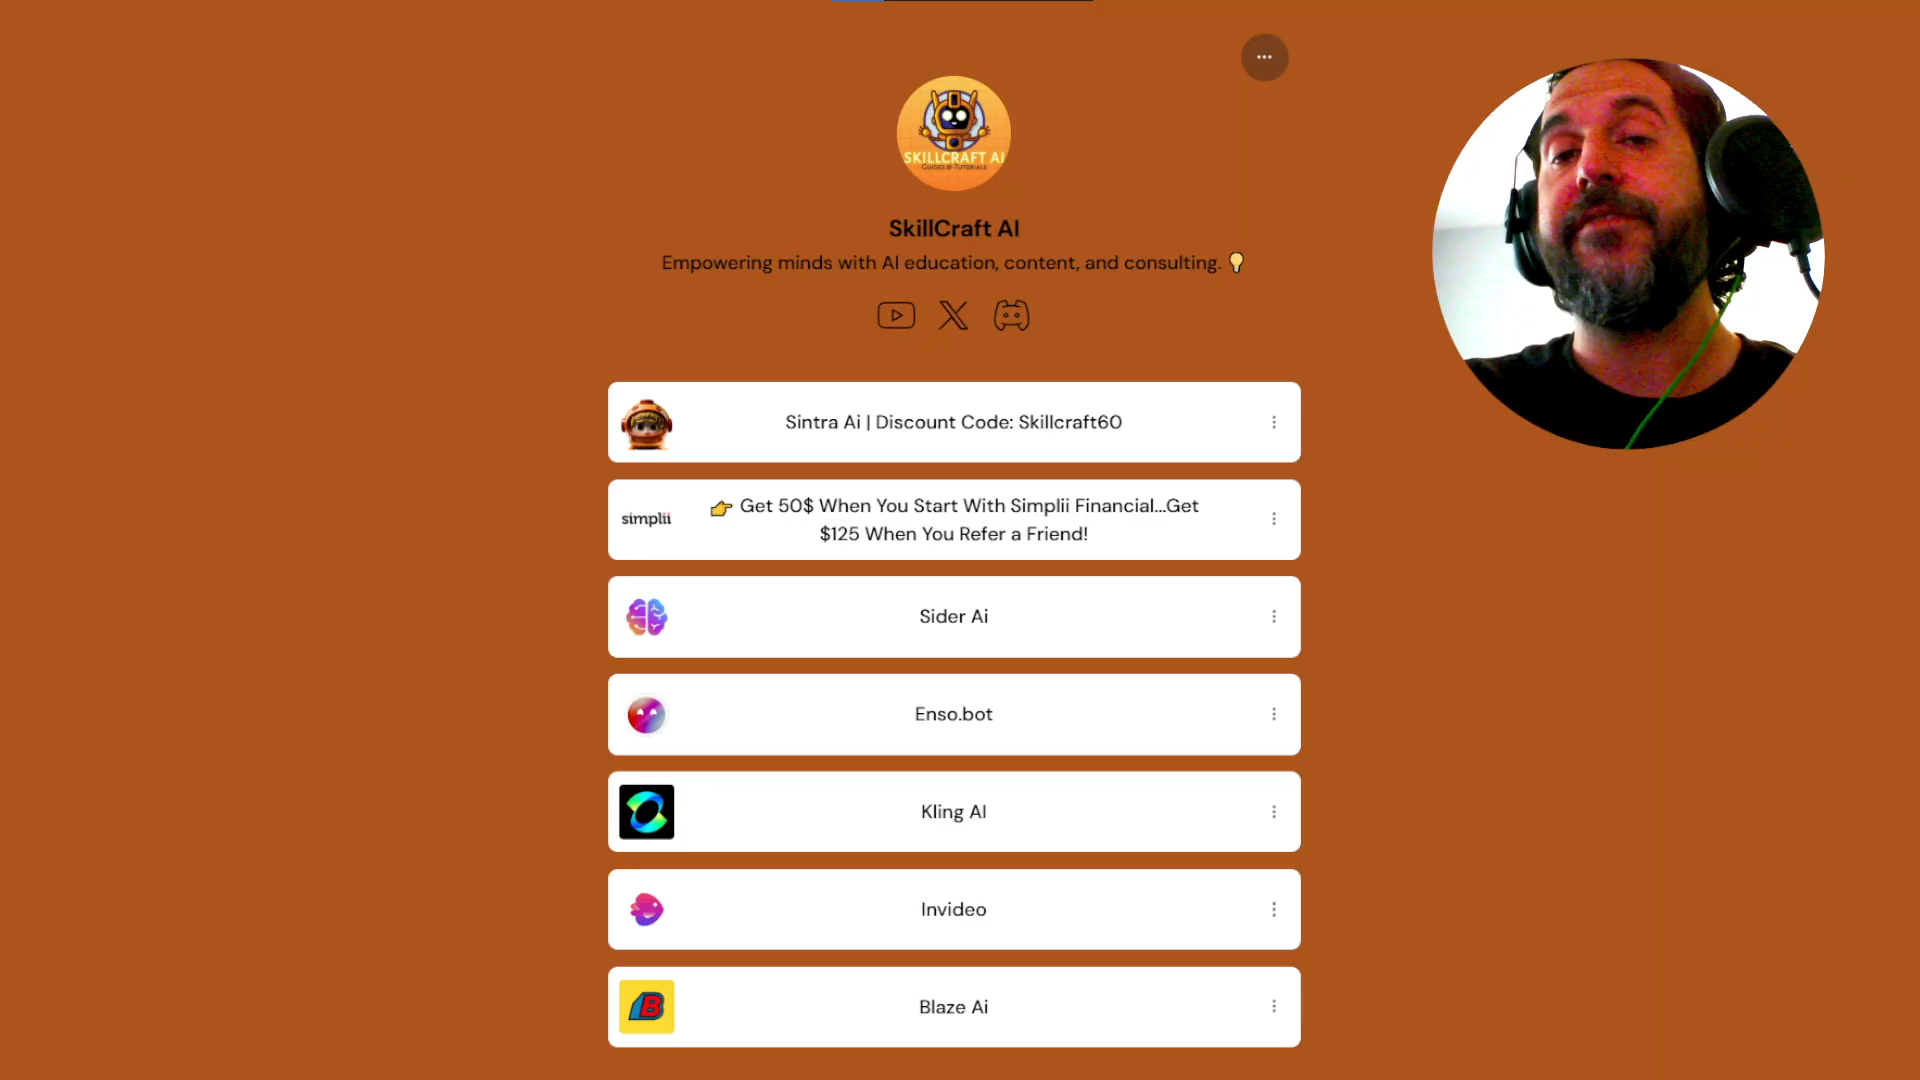 SKILLCRAFT AI
GUIDES & TUTORIALS
SkillCraft AI
Empowering minds with AI education, content, and consulting. 💡
Sintra Ai | Discount Code: Skillcraft60
simplii
👉 Get 50$ When You Start With Simplii Financial...Get
$125 When You Refer a Friend!
Sider Ai
Enso.bot
Kling AI
Invideo
B
Blaze Ai